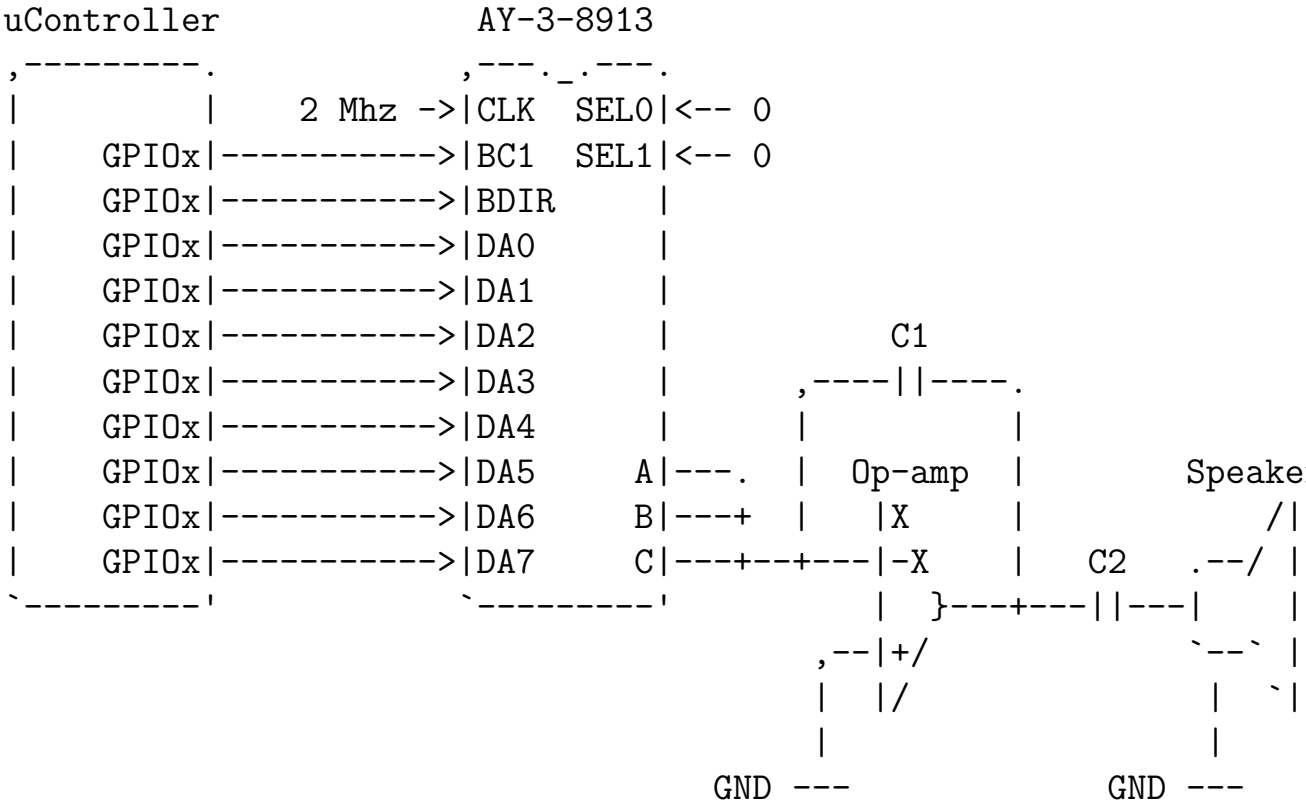 uController AY-3-8913
,---------. ,---._.---.
| | 2 Mhz ->|CLK SEL0|<-- 0
| GPIOx|----------->|BC1 SEL1|<-- 0
| GPIOx|----------->|BDIR |
| GPIOx|----------->|DA0 |
| GPIOx|----------->|DA1 |
| GPIOx|----------->|DA2 | C1
| GPIOx|----------->|DA3 | ,----||----.
| GPIOx|----------->|DA4 | | |
| GPIOx|----------->|DA5 A|---. | Op-amp | Speake
| GPIOx|----------->|DA6 B|---+ | |X | /|
| GPIOx|----------->|DA7 C|---+--+---|-X | C2 .--/ |
`---------' `---------' | }---+---||---| |
,--|+/ `--` |
| |/ | `|
| |
GND --- GND ---